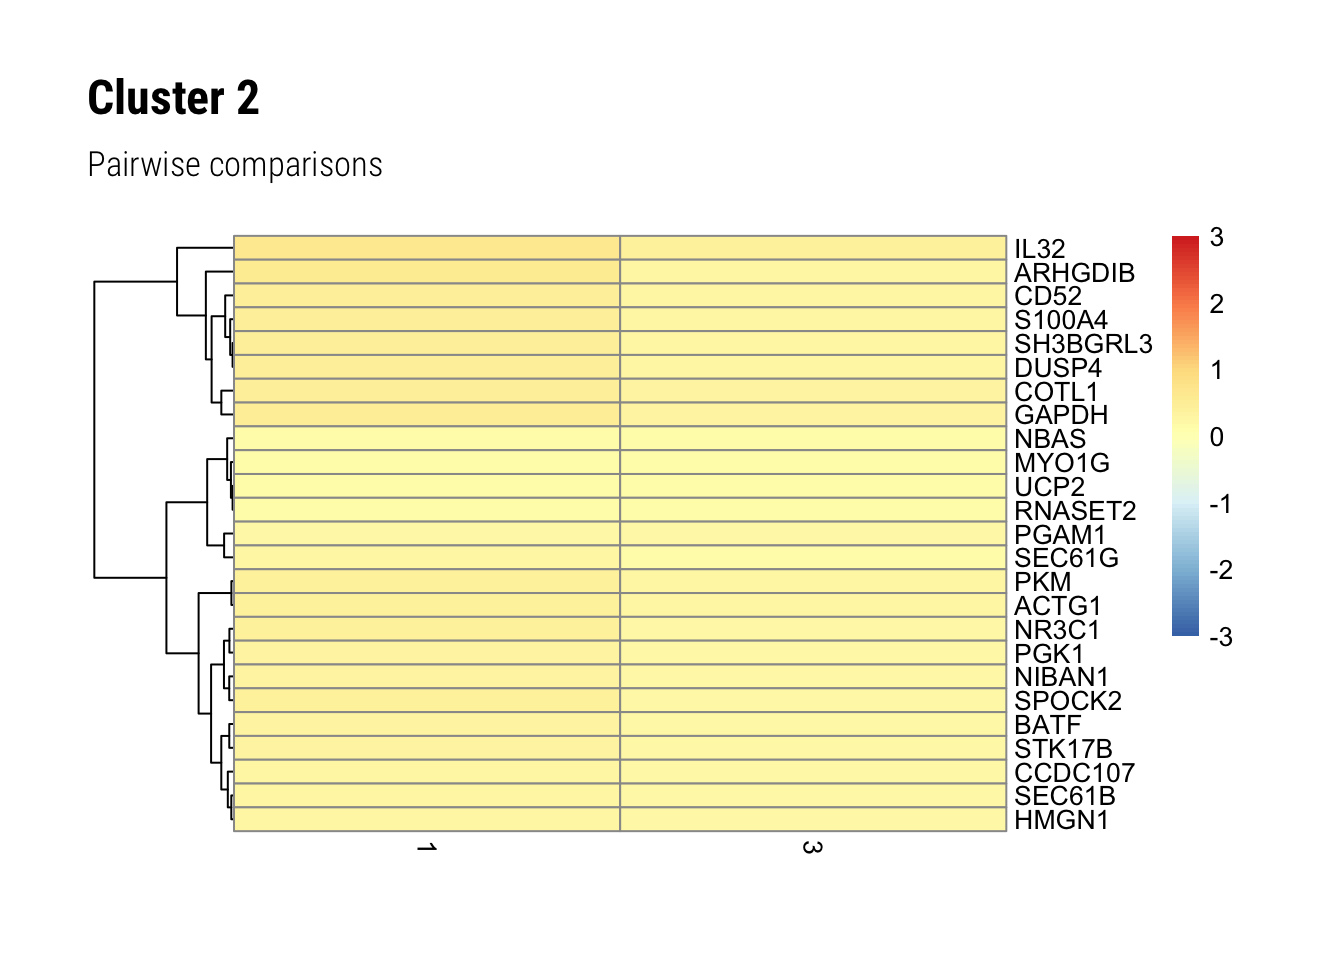 Cluster 2
Pairwise comparisons
IL32
ARHGDIB
CD52
S100A4
SH3BGRL3
DUSP4
COTL1
GAPDH
NBAS
MYO1G
UCP2
RNASET2
PGAM1
SEC61G
PKM
ACTG1
NR3C1
PGK1
NIBAN1
SPOCK2
BATF
STK17B
CCDC107
SEC61B
HMGN1
3
2
1
0
-1
-2
-3
1
3